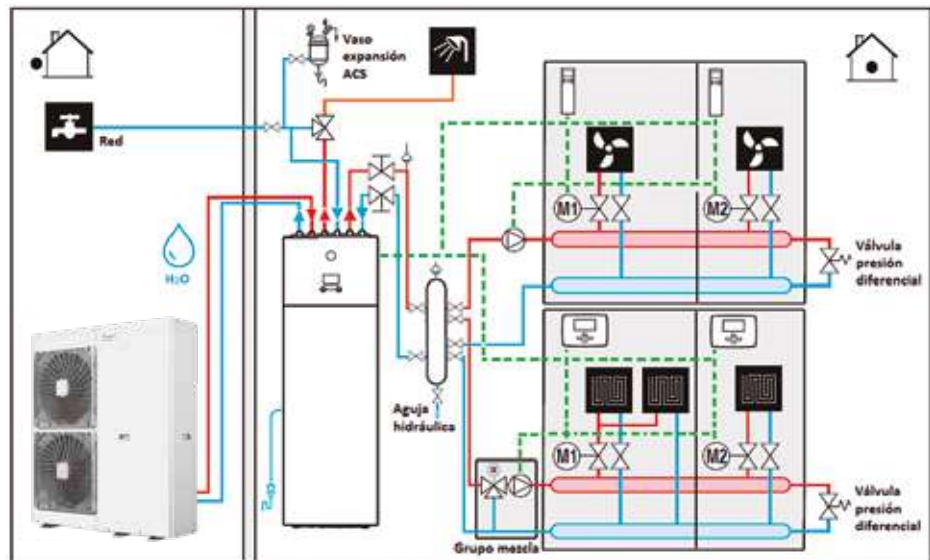 Vaso
expansión
ACS
Red
H₂O
M1
M2
Válvula
presión
diferencial
Aguja
hidráulica
M1
M2
Válvula
presión
diferencial
Grupo mezcla